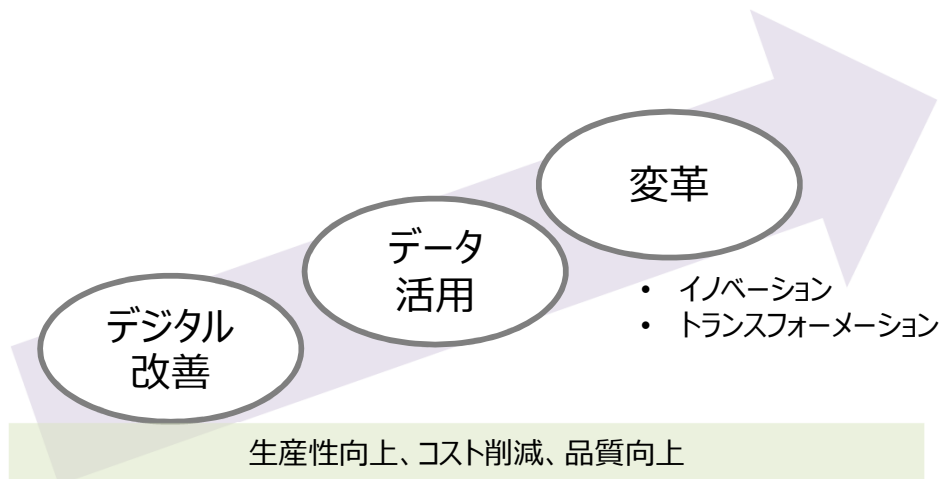 変革
データ
活用
デジタル
改善
• イノベーション
• トランスフォーメーション
生産性向上、コスト削減、品質向上